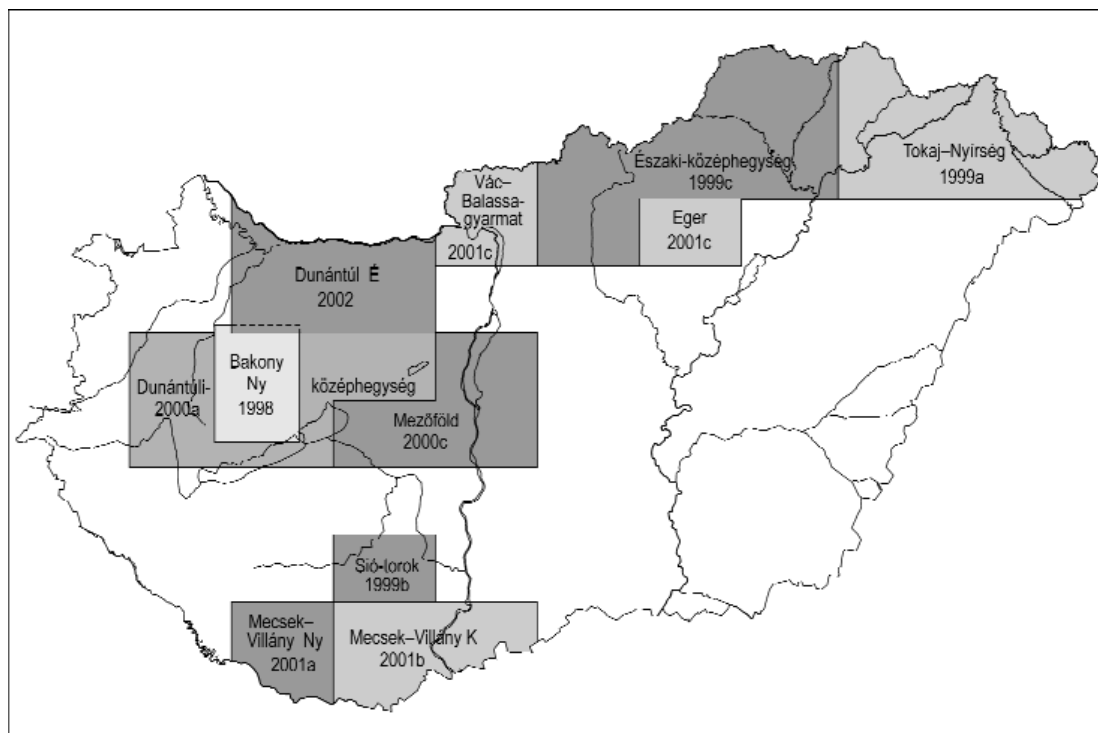 Vác–
Balassa-
gyarmat
2001c
Északi-középhegység
1999c
Tokaj–Nyírség
1999a
Eger
2001c
Dunántúl É
2002
Dunántúli-
2000a
Bakony
Ny
1998
középhegység
Mezőföld
2000c
Sió-torok
1999b
Mecsek–
Villány Ny
2001a
Mecsek–Villány K
2001b